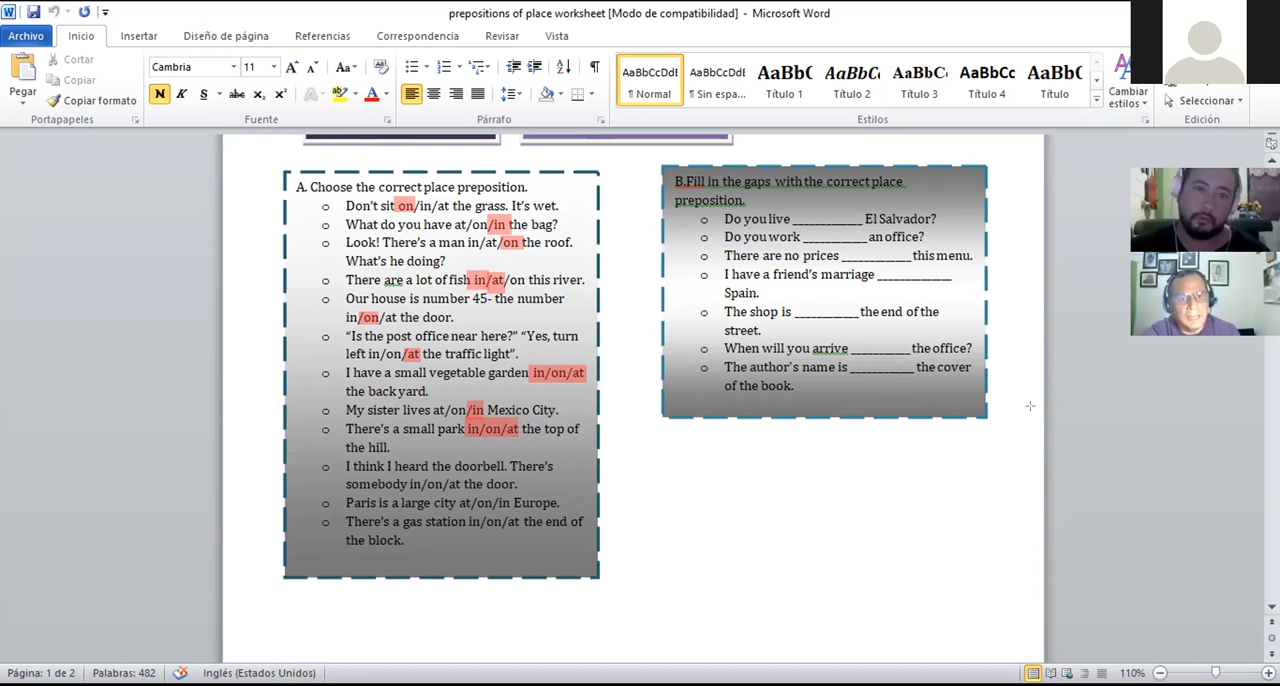 prepositions of place worksheet [Modo de compatibilidad] - Microsoft Word
Archivo Inicio Insertar Diseño de página Referencias Correspondencia Revisar Vista
Pegar
Cortar
Copiar
Copiar formato
Portapapeles
Cambria 11
N K S abc x₂ x²
Fuente
Párrafo
AaBbCcDdE AaBbCcDdE AaBbC AaBbCc AaBbCc AaBbCc AaBbC
¶ Normal ¶ Sin espa... Título 1 Título 2 Título 3 Título 4 Título
Cambiar estilos
Estilos
Seleccionar
Edición
A. Choose the correct place preposition.
o Don't sit on/in/at the grass. It's wet.
o What do you have at/on/in the bag?
o Look! There's a man in/at/on the roof.
What's he doing?
o There are a lot of fish in/at/on this river.
o Our house is number 45- the number
in/on/at the door.
o "Is the post office near here?" "Yes, turn
left in/on/at the traffic light".
o I have a small vegetable garden in/on/at
the back yard.
o My sister lives at/on/in Mexico City.
o There's a small park in/on/at the top of
the hill.
o I think I heard the doorbell. There's
somebody in/on/at the door.
o Paris is a large city at/on/in Europe.
o There's a gas station in/on/at the end of
the block.
B.Fill in the gaps with the correct place
preposition.
o Do you live _____________ El Salvador?
o Do you work ____________ an office?
o There are no prices _____________ this menu.
o I have a friend's marriage ______________
Spain.
o The shop is ____________ the end of the
street.
o When will you arrive ___________ the office?
o The author's name is ____________ the cover
of the book.
Página: 1 de 2 Palabras: 482 Inglés (Estados Unidos) 110%